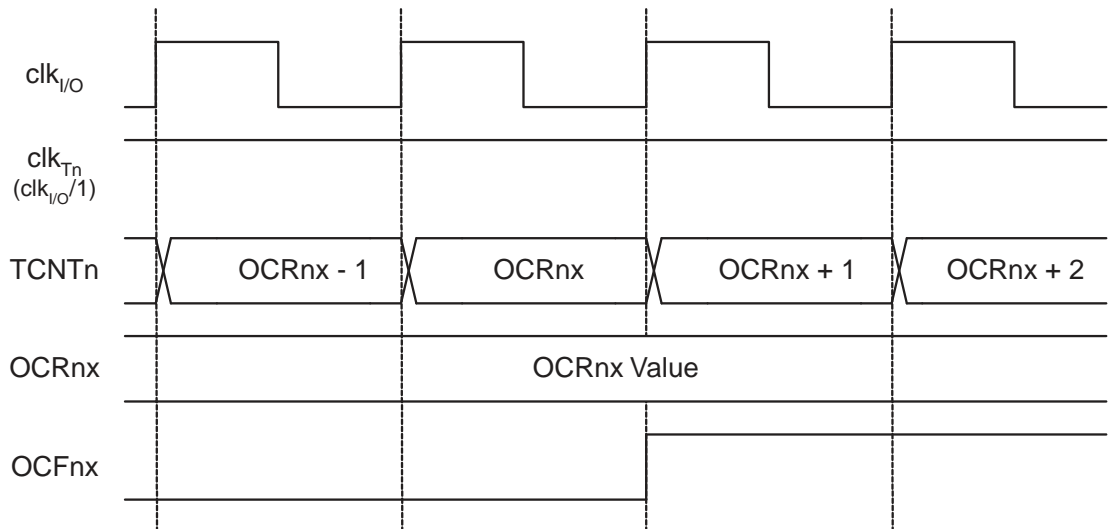 clkI/O
clkTn
(clkI/O/1)
TCNTn
OCRnx - 1
OCRnx
OCRnx + 1
OCRnx + 2
OCRnx
OCRnx Value
OCFnx